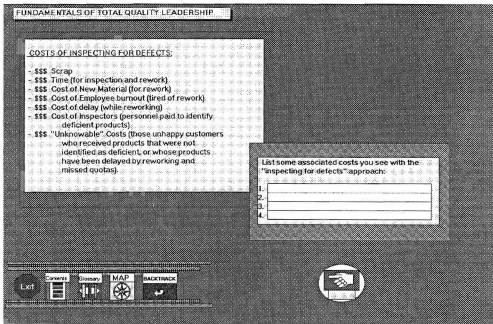 FUNDAMENTALS OF TOTAL QUALITY LEADERSHIP
COSTS OF INSPECTING FOR DEFECTS:
- $$$ Scrap
- $$$ Time (for inspection and rework)
- $$$ Cost of New Material (for rework)
- $$$ Cost of Employee burnout (tired of rework)
- $$$ Cost of delay (while reworking)
- $$$ Cost of Inspectors (personnel paid to identify
deficient products)
- $$$ "Unknowable" Costs (those unhappy customers
who received products that were not
identified as deficient, or whose products
have been delayed by reworking and
missed quotas).
List some associated costs you see with the
"inspecting for defects" approach:
1.
2.
3.
4.
Exit
Contents
Glossary
MAP
BACKTRACK